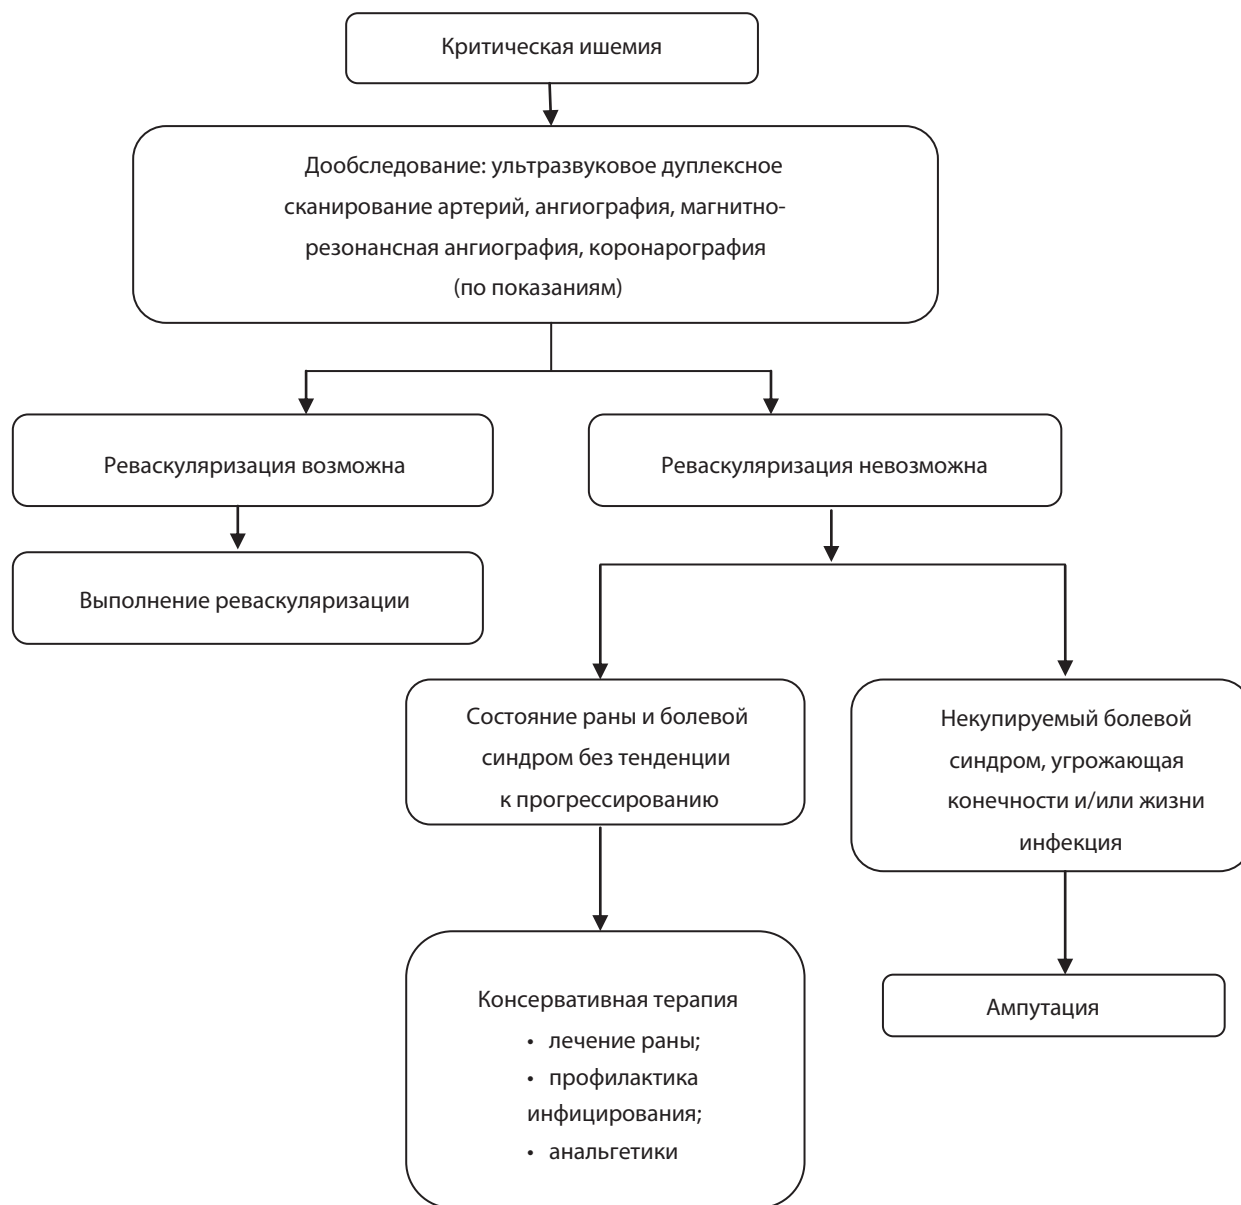 Критическая ишемия
Дообследование: ультразвуковое дуплексное
сканирование артерий, ангиография, магнитно-
резонансная ангиография, коронарография
(по показаниям)
Реваскуляризация возможна
Реваскуляризация невозможна
Выполнение реваскуляризации
Состояние раны и болевой
синдром без тенденции
к прогрессированию
Некупируемый болевой
синдром, угрожающая
конечности и/или жизни
инфекция
Консервативная терапия
• лечение раны;
• профилактика
инфицирования;
• анальгетики
Ампутация